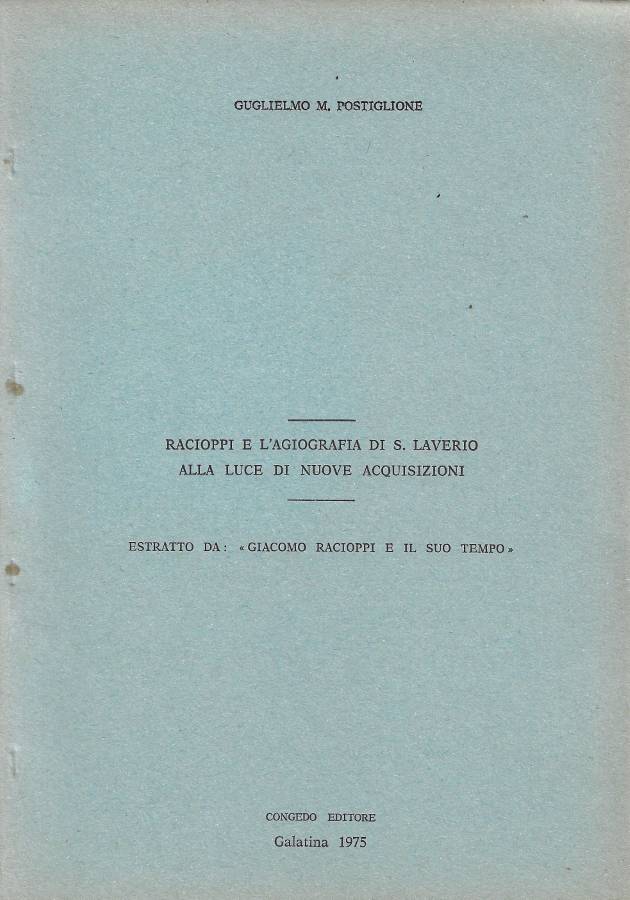 GUGLIELMO M. POSTIGLIONE
RACIOPPI E L'AGIOGRAFIA DI S. LAVERIO
ALLA LUCE DI NUOVE ACQUISIZIONI
ESTRATTO DA: «GIACOMO RACIOPPI E IL SUO TEMPO»
CONGEDO EDITORE
Galatina 1975